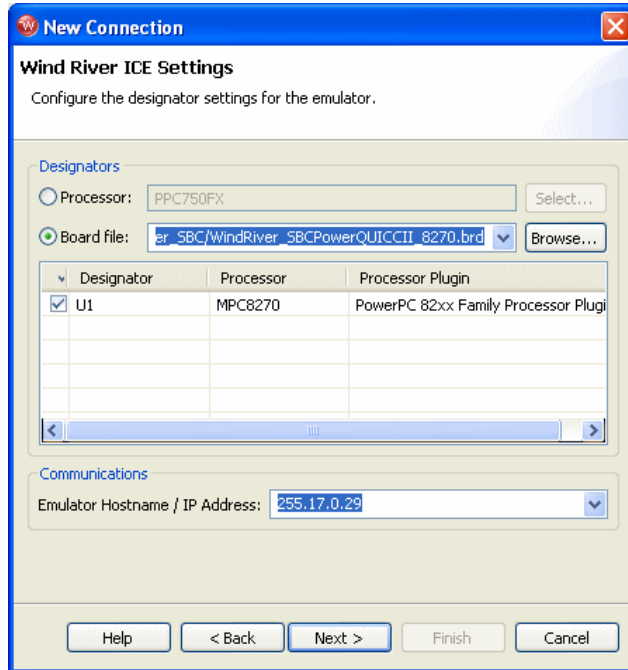 New Connection
Wind River ICE Settings
Configure the designator settings for the emulator.
Designators
Processor: PPC750FX Select...
Board file: er_SBC/WindRiver_SBCPowerQUICCII_8270.brd Browse...
Designator Processor Processor Plugin
U1 MPC8270 PowerPC 82xx Family Processor Plugi
Communications
Emulator Hostname / IP Address: 255.17.0.29
Help < Back Next > Finish Cancel